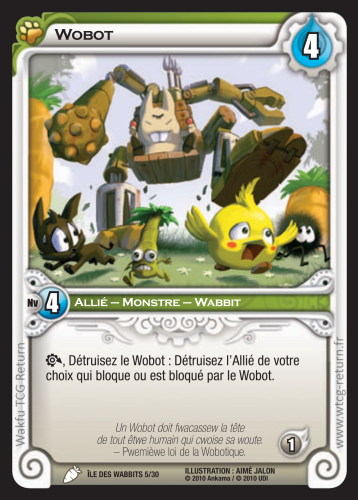 Wobot
4
Nv 4 Allié – Monstre – Wabbit
, Détruisez le Wobot : Détruisez l'Allié de votre
choix qui bloque ou est bloqué par le Wobot.
Un Wobot doit fwacassew la tête
de tout êtwe humain qui cwoise sa woute.
– Pwemièwe loi de la Wobotique.
1
ÎLE DES WABBITS 5/30
ILLUSTRATION : AIMÉ JALON
© 2010 Ankama / © 2010 UDI
Wakfu TCG Return
www.wtcg-return.fr